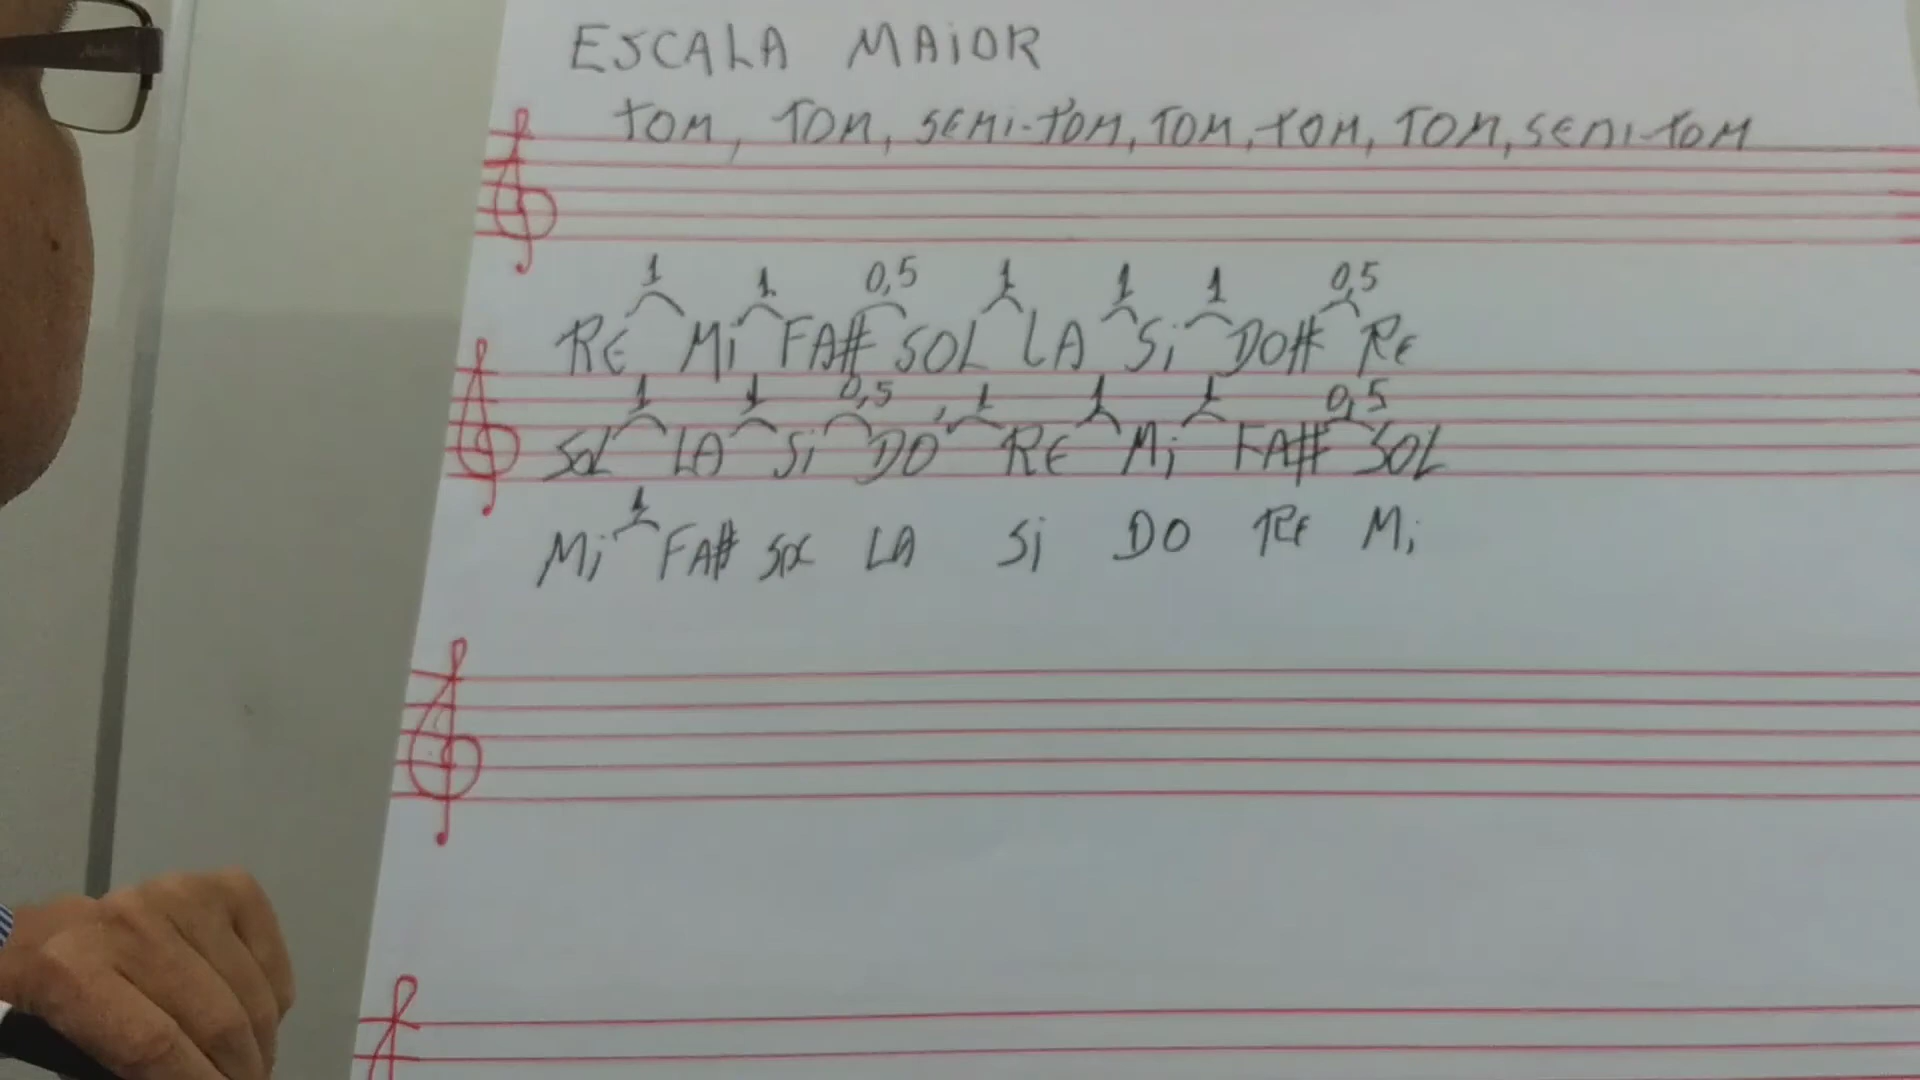 ESCALA MAiOR
TOM, TOM, SEMI-TOM, TOM, TOM, TOM, SEMI-TOM
1 1 0,5 1 1 1 0,5
RE Mi FA# SOL LA Si DO# RE
1 1 0,5 1 1 1 0,5
SOL LA Si DO RE Mi FA# SOL
1
Mi FA# SOL LA Si DO RE Mi